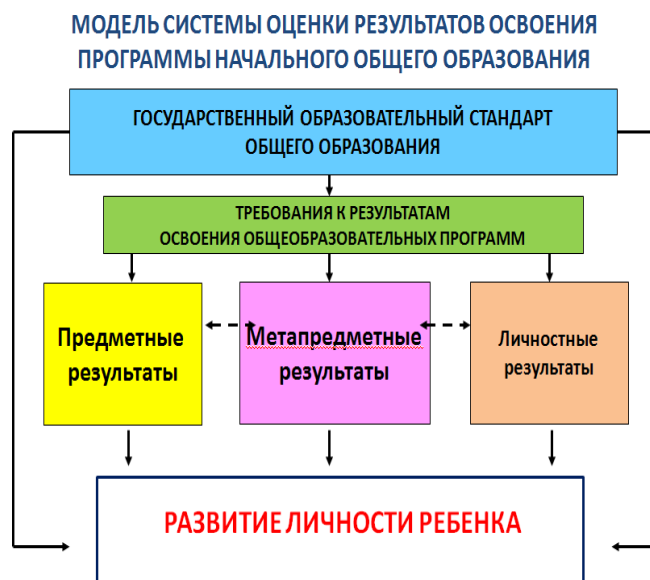 МОДЕЛЬ СИСТЕМЫ ОЦЕНКИ РЕЗУЛЬТАТОВ ОСВОЕНИЯ
ПРОГРАММЫ НАЧАЛЬНОГО ОБЩЕГО ОБРАЗОВАНИЯ
ГОСУДАРСТВЕННЫЙ ОБРАЗОВАТЕЛЬНЫЙ СТАНДАРТ
ОБЩЕГО ОБРАЗОВАНИЯ
ТРЕБОВАНИЯ К РЕЗУЛЬТАТАМ
ОСВОЕНИЯ ОБЩЕОБРАЗОВАТЕЛЬНЫХ ПРОГРАММ
Предметные
результаты
Метапредметные
результаты
Личностные
результаты
РАЗВИТИЕ ЛИЧНОСТИ РЕБЕНКА